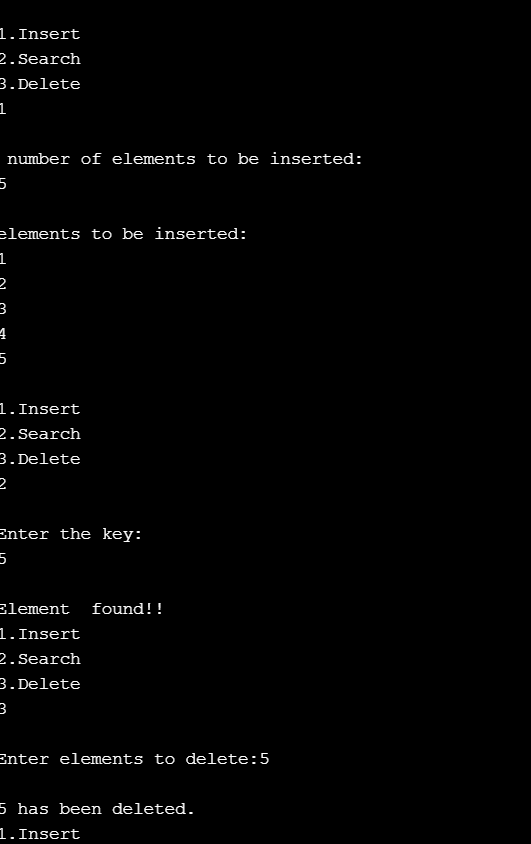 1.Insert
2.Search
3.Delete
1
number of elements to be inserted:
5
elements to be inserted:
1
2
3
4
5
1.Insert
2.Search
3.Delete
2
Enter the key:
5
Element  found!!
1.Insert
2.Search
3.Delete
3
Enter elements to delete:5
5 has been deleted.
1.Insert